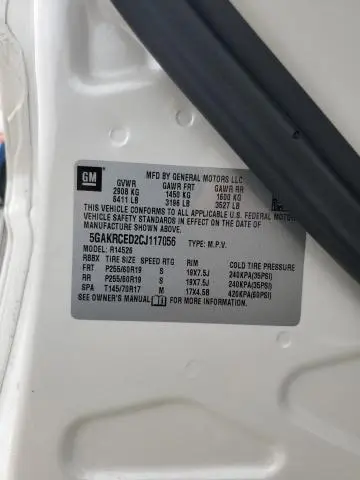 GM
MFD BY GENERAL MOTORS LLC
GVWR GAWR FRT GAWR RR
2908 KG 1450 KG 1600 KG
6411 LB 3196 LB 3527 LB
THIS VEHICLE CONFORMS TO ALL APPLICABLE U.S. FEDERAL MOTOR
VEHICLE SAFETY STANDARDS IN EFFECT ON THE DATE OF
MANUFACTURE SHOWN ABOVE.
5GAKRCED2CJ117056 TYPE: M.P.V.
MODEL: R14526
RBBX TIRE SIZE SPEED RTG RIM COLD TIRE PRESSURE
FRT P255/60R19 S 19X7.5J 240KPA(35PSI)
RR P255/60R19 S 19X7.5J 240KPA(35PSI)
SPA T145/70R17 M 17X4.5B 420KPA(60PSI)
SEE OWNER'S MANUAL FOR MORE INFORMATION.